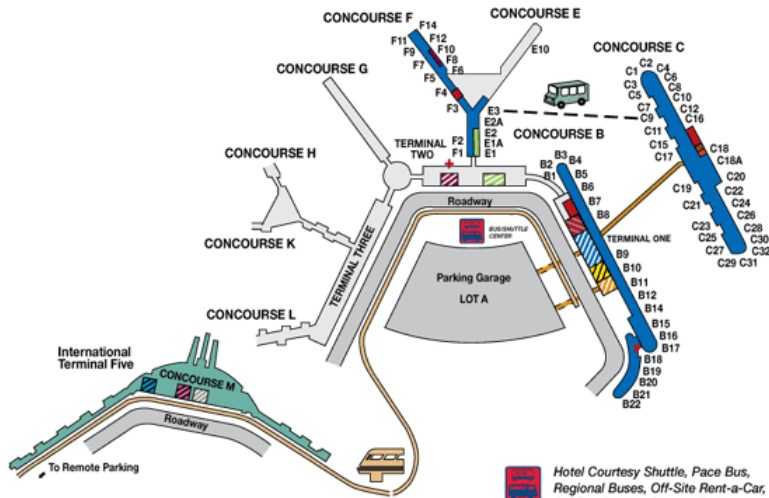 CONCOURSE E
CONCOURSE F
F14
F12
F11
F10
F9
F8
F7
F6
F5
F4
F3
E10
CONCOURSE C
C2
C1
C4
C3
C6
C5
C8
C7
C10
C9
C12
C11
C16
C15
C18
C17
C18A
C20
C19
C22
C21
C24
C26
C23
C28
C25
C30
C27
C32
C29
C31
CONCOURSE G
E3
E2A
E2
E1A
E1
F2
F1
TERMINAL
TWO
CONCOURSE B
B3
B4
B2
B1
B5
B6
B7
B8
TERMINAL ONE
B9
B10
B11
B12
B14
B15
B16
B17
B18
B19
B20
B21
B22
CONCOURSE H
CONCOURSE K
TERMINAL THREE
CONCOURSE L
Roadway
BUS/SHUTTLE
CENTER
Parking Garage
LOT A
International
Terminal Five
CONCOURSE M
Roadway
To Remote Parking
Hotel Courtesy Shuttle, Pace Bus,
Regional Buses, Off-Site Rent-a-Car,